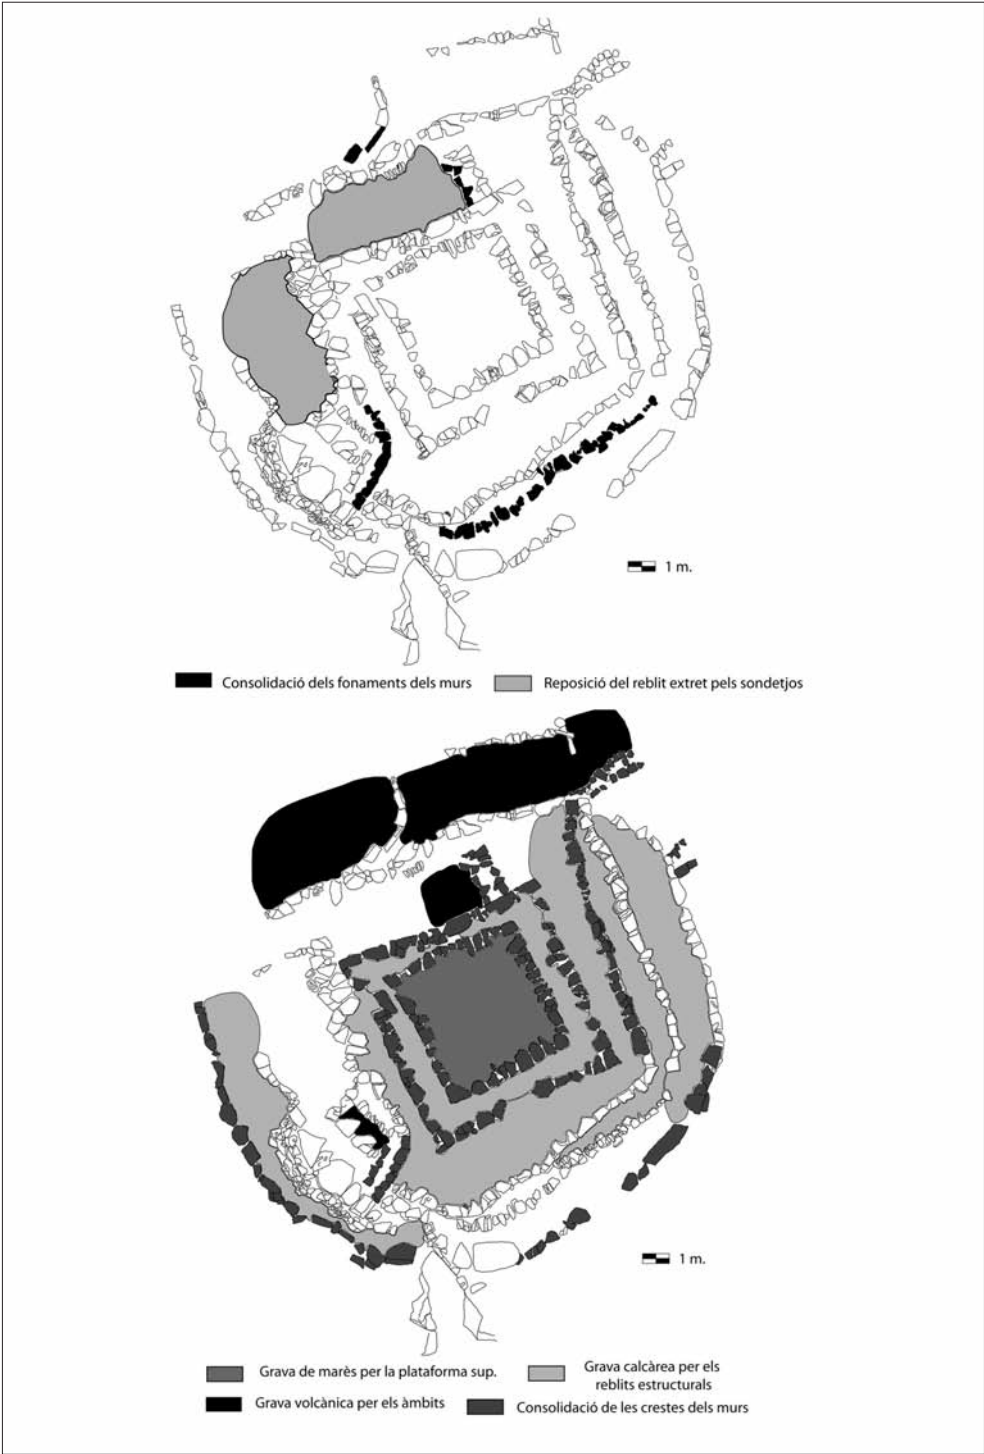 1 m.
Consolidació dels fonaments dels murs
Reposició del reblit extret pels sondetjos
1 m.
Grava de marès per la plataforma sup.
Grava calcàrea per els
reblits estructurals
Grava volcànica per els àmbits
Consolidació de les crestes dels murs